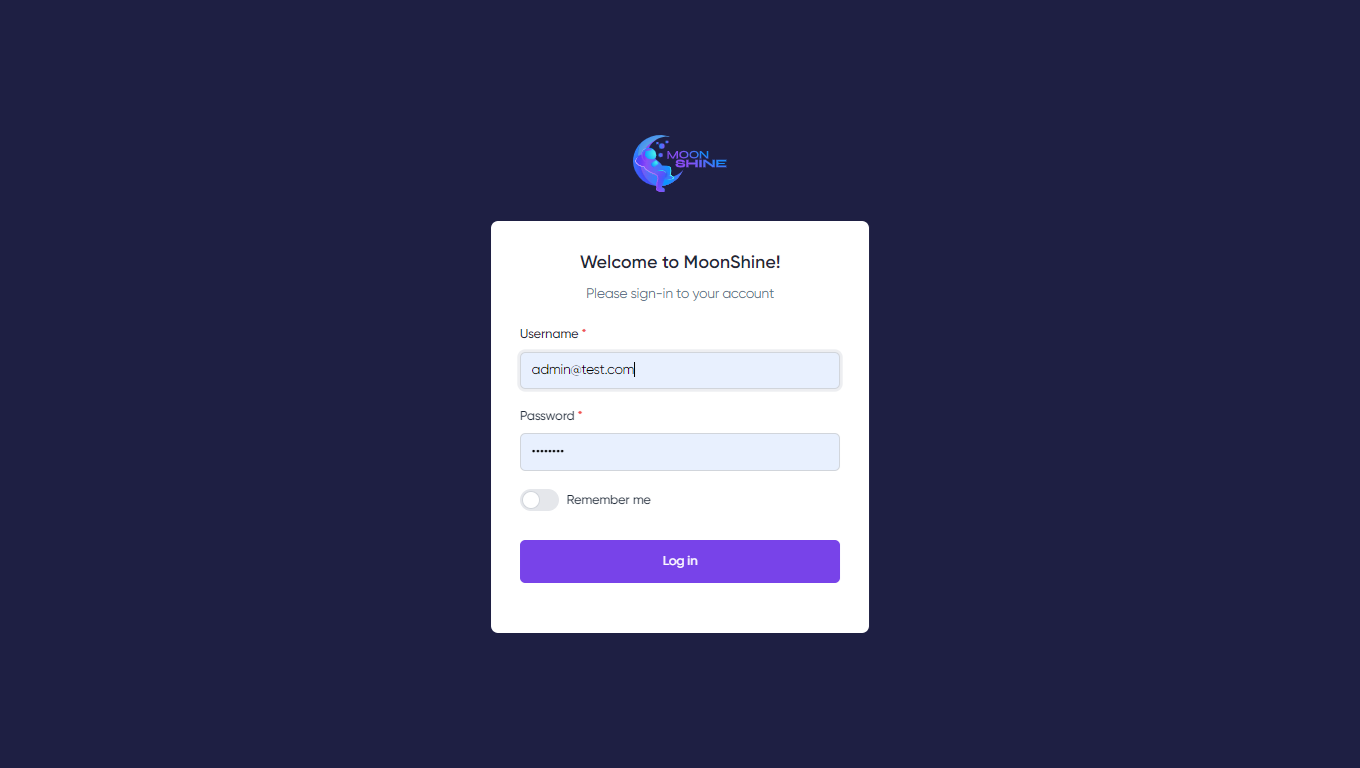 MOON
SHINE
Welcome to MoonShine!
Please sign-in to your account
Username *
admin@test.com
Password *
••••••••
Remember me
Log in